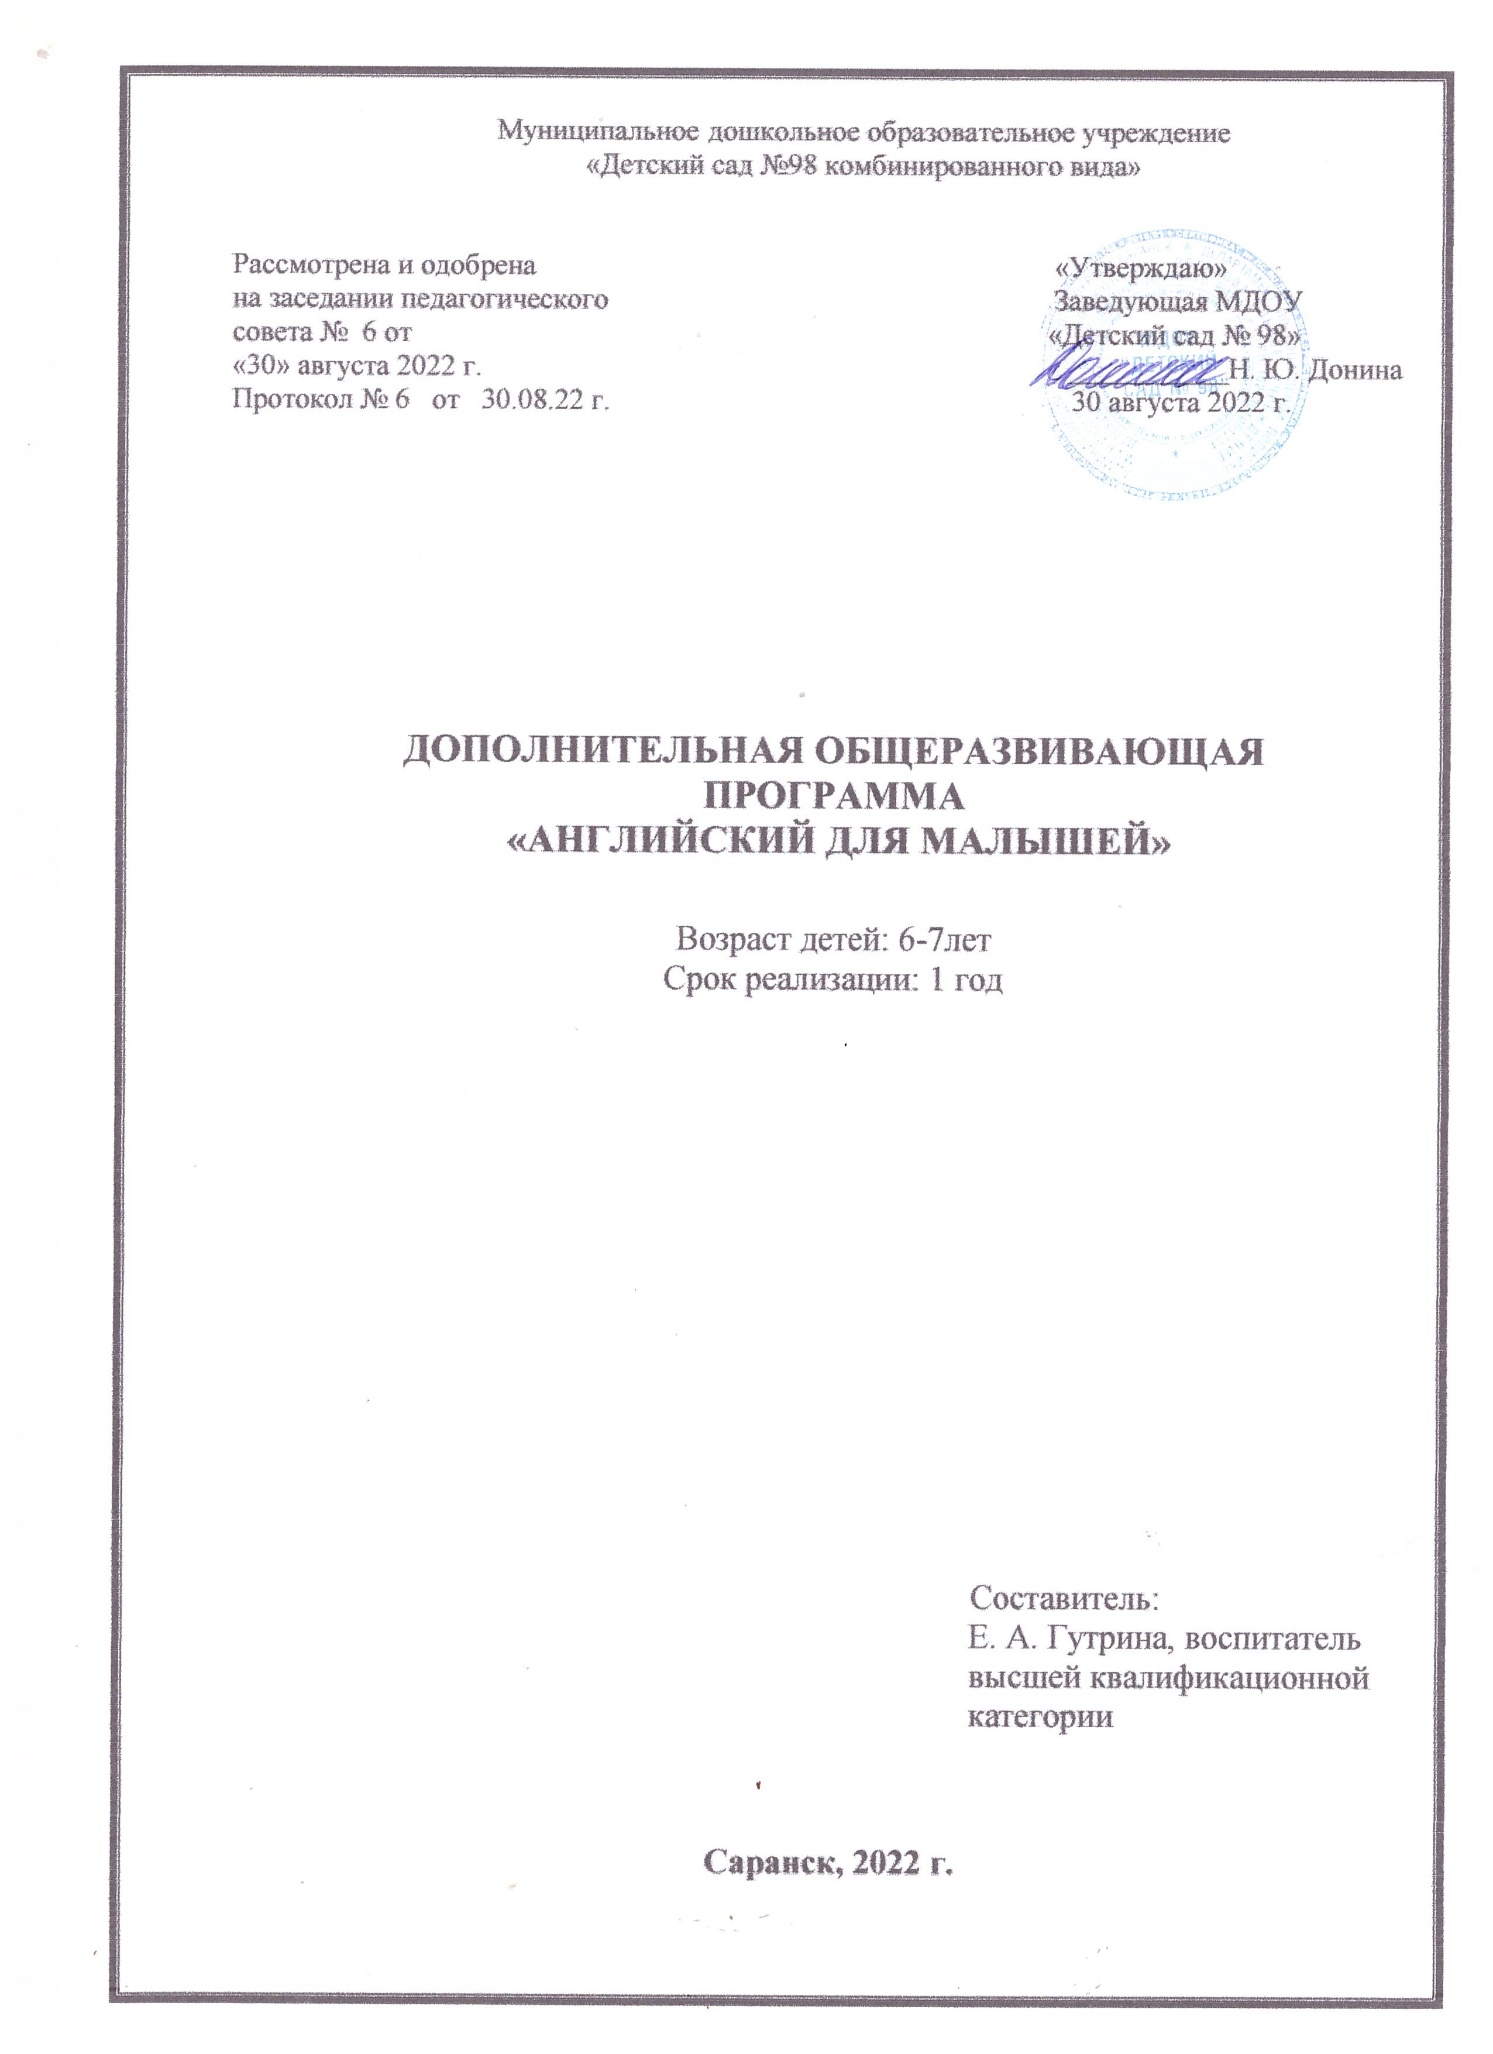 Муниципальное дошкольное образовательное учреждение
«Детский сад №98 комбинированного вида»
Рассмотрена и одобрена
на заседании педагогического
совета № 6 от
«30» августа 2022 г.
Протокол № 6 от 30.08.22 г.
«Утверждаю»
Заведующая МДОУ
«Детский сад № 98»
Н. Ю. Донина
30 августа 2022 г.
ДОПОЛНИТЕЛЬНАЯ ОБЩЕРАЗВИВАЮЩАЯ
ПРОГРАММА
«АНГЛИЙСКИЙ ДЛЯ МАЛЫШЕЙ»
Возраст детей: 6-7лет
Срок реализации: 1 год
Составитель:
Е. А. Гутрина, воспитатель
высшей квалификационной
категории
Саранск, 2022 г.